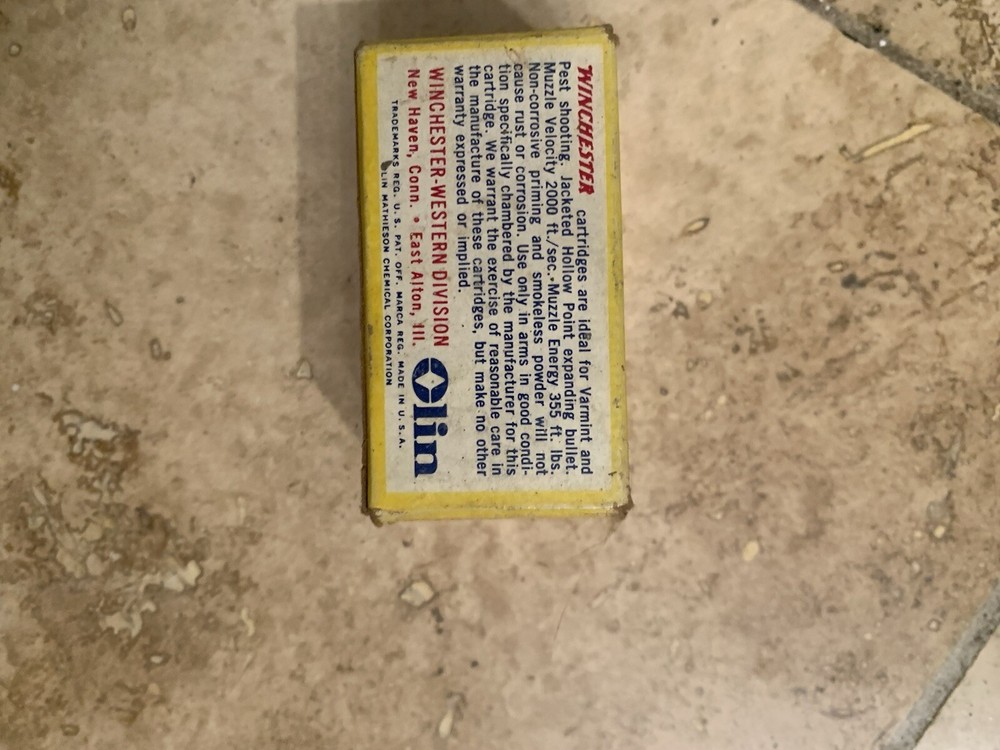 WINCHESTER cartridges are ideal for Varmint and
Pest shooting. Jacketed Hollow Point expanding bullet.
Muzzle Velocity 2000 ft./sec.•Muzzle Energy 355 ft. lbs.
Non-corrosive priming and smokeless powder will not
cause rust or corrosion. Use only in arms in good condi-
tion specifically chambered by the manufacturer for this
cartridge. We warrant the exercise of reasonable care in
the manufacture of these cartridges, but make no other
warranty expressed or implied.
WINCHESTER-WESTERN DIVISION
New Haven, Conn. • East Alton, Ill.
Olin
TRADEMARKS REG. U. S. PAT. OFF. MARCA REG. MADE IN U. S. A.
OLIN MATHIESON CHEMICAL CORPORATION